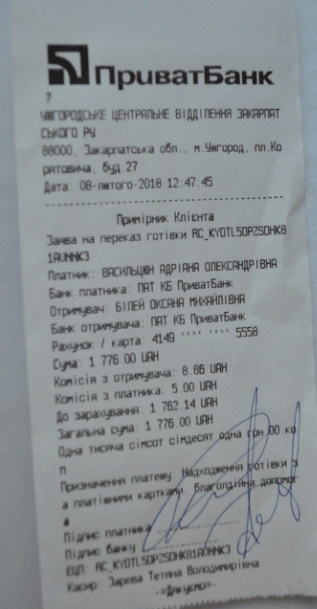 ПриватБанк
?
УЖГОРОДСЬКЕ ЦЕНТРАЛЬНЕ ВІДДІЛЕННЯ ЗАКАРПАТ
СЬКОГО РУ
88000, Закарпатська обл., м.Ужгород, пл.Ко
рятовича, буд 27
Дата: 08-лютого-2018 12:47:45
Примірник Клієнта
Заява на переказ готівки
Платник: ВАСИЛЬЦЮН АДРІАНА ОЛЕКСАНДРІВНА
Банк платника: ПАТ КБ ПриватБанк
Отримувач: БІЛЕЙ ОКСАНА МИХАЙЛІВНА
Банк отримувача: ПАТ КБ ПриватБанк
Рахунок / карта: 4149 **** **** 5558
Сума: 1 776.00 UAH
Комісія з отримувача: 8.86 UAH
Комісія з платника: 5.00 UAH
До зарахування: 1 762.14 UAH
Загальна сума: 1 776.00 UAH
Одна тисяча сімсот сімдесят одна грн 00 ко
п
Призначення платежу: Надходження готівки з
а платіжними картками. благодійна допомог
а
Підпис платника
Підпис банку
ЕЦП:
Касир: Зарева Тетяна Володимирівна
-=Дякуємо=-